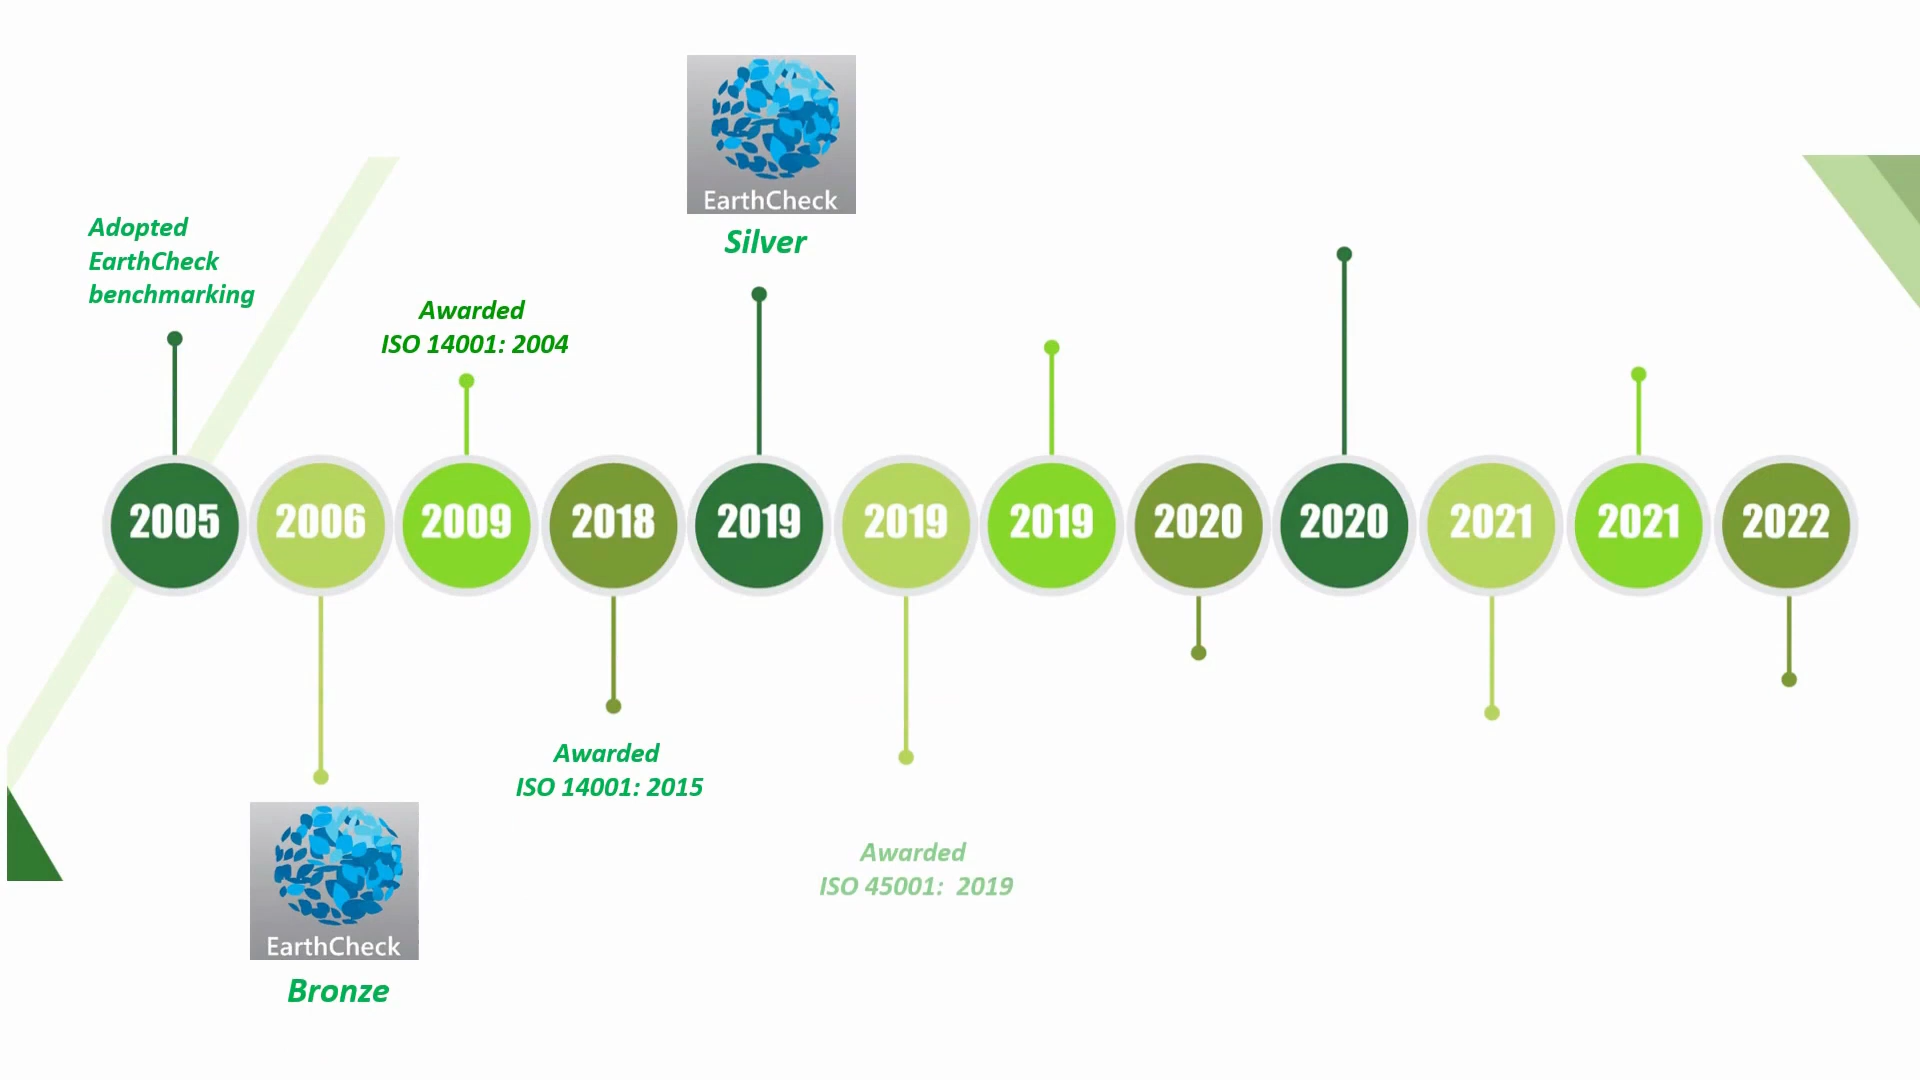 EarthCheck
Silver
Adopted
EarthCheck
benchmarking
Awarded
ISO 14001: 2004
2005
2006
2009
2018
2019
2019
2019
2020
2020
2021
2021
2022
Awarded
ISO 14001: 2015
Awarded
ISO 45001:  2019
EarthCheck
Bronze